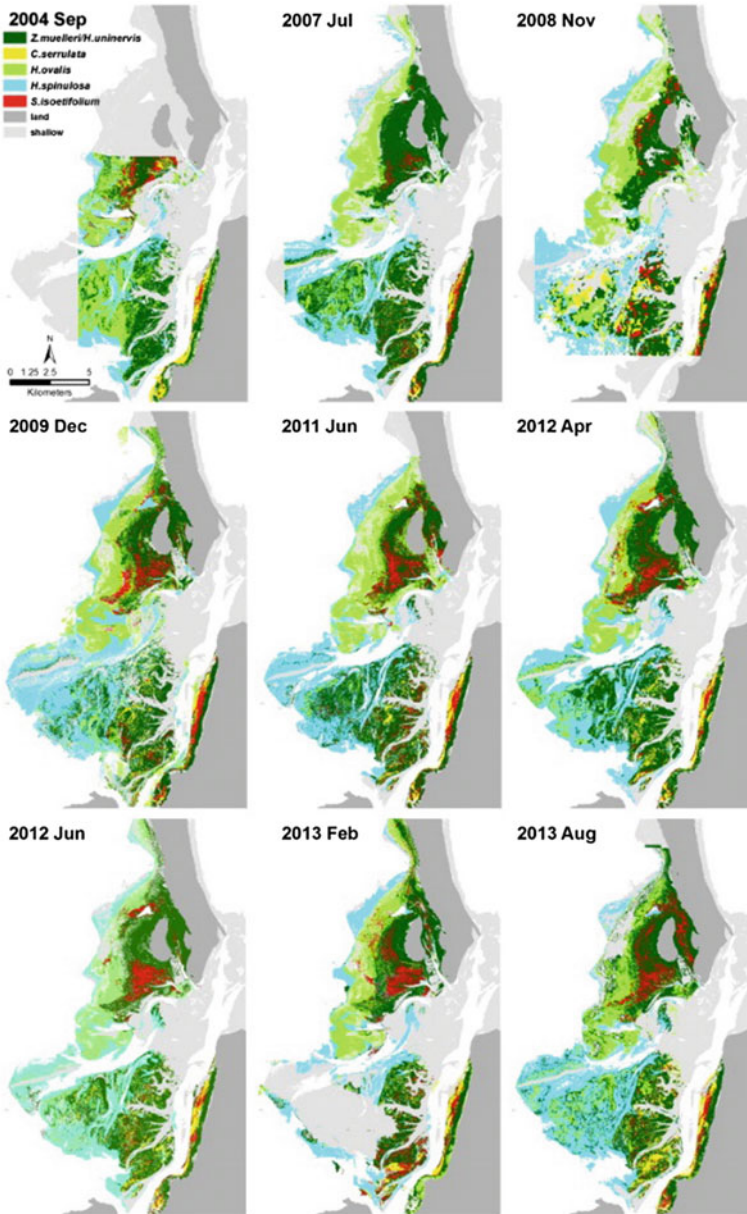 2004 Sep
Z.muelleri/H.uninervis
C.serrulata
H.ovalis
H.spinulosa
S.isoetifolium
land
shallow
N
0 1.25 2.5 5
Kilometers
2007 Jul
2008 Nov
2009 Dec
2011 Jun
2012 Apr
2012 Jun
2013 Feb
2013 Aug